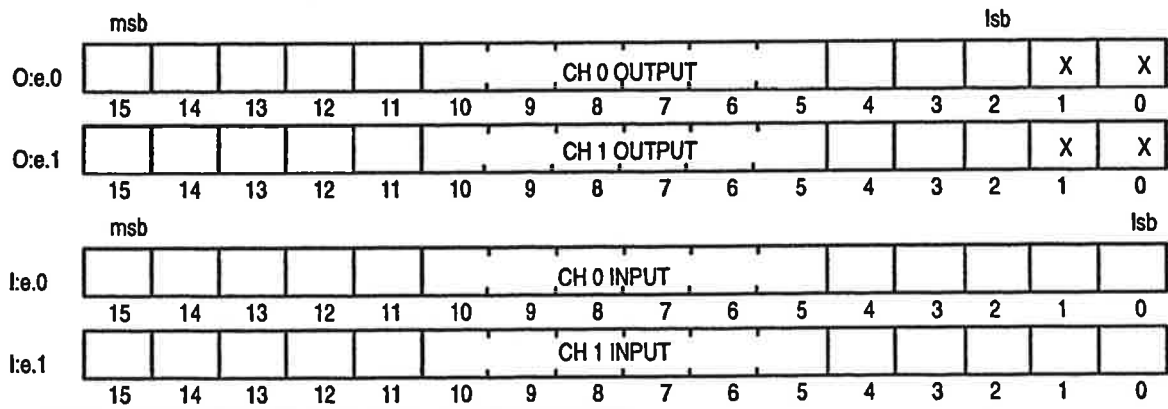 msb lsb
O:e.0 CH 0 OUTPUT X X
15 14 13 12 11 10 9 8 7 6 5 4 3 2 1 0
O:e.1 CH 1 OUTPUT X X
15 14 13 12 11 10 9 8 7 6 5 4 3 2 1 0
msb lsb
I:e.0 CH 0 INPUT
15 14 13 12 11 10 9 8 7 6 5 4 3 2 1 0
I:e.1 CH 1 INPUT
15 14 13 12 11 10 9 8 7 6 5 4 3 2 1 0